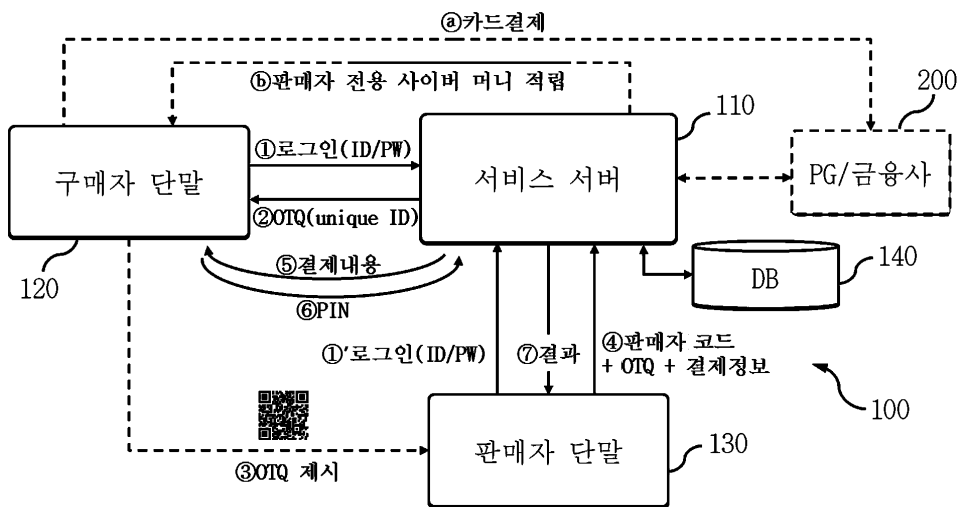 ⓐ카드결제
ⓑ판매자 전용 사이버 머니 적립
110
200
구매자 단말
①로그인(ID/PW)
서비스 서버
PG/금융사
②OTQ(unique ID)
120
⑤결제내용
⑥PIN
DB
140
①'로그인(ID/PW)
⑦결과
④판매자 코드
+ OTQ + 결제정보
100
판매자 단말
130
③OTQ 제시